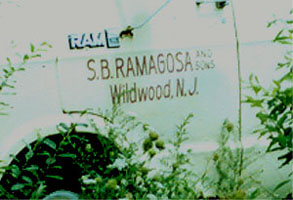 RAM
S.B. RAMAGOSA AND SONS
Wildwood, N.J.